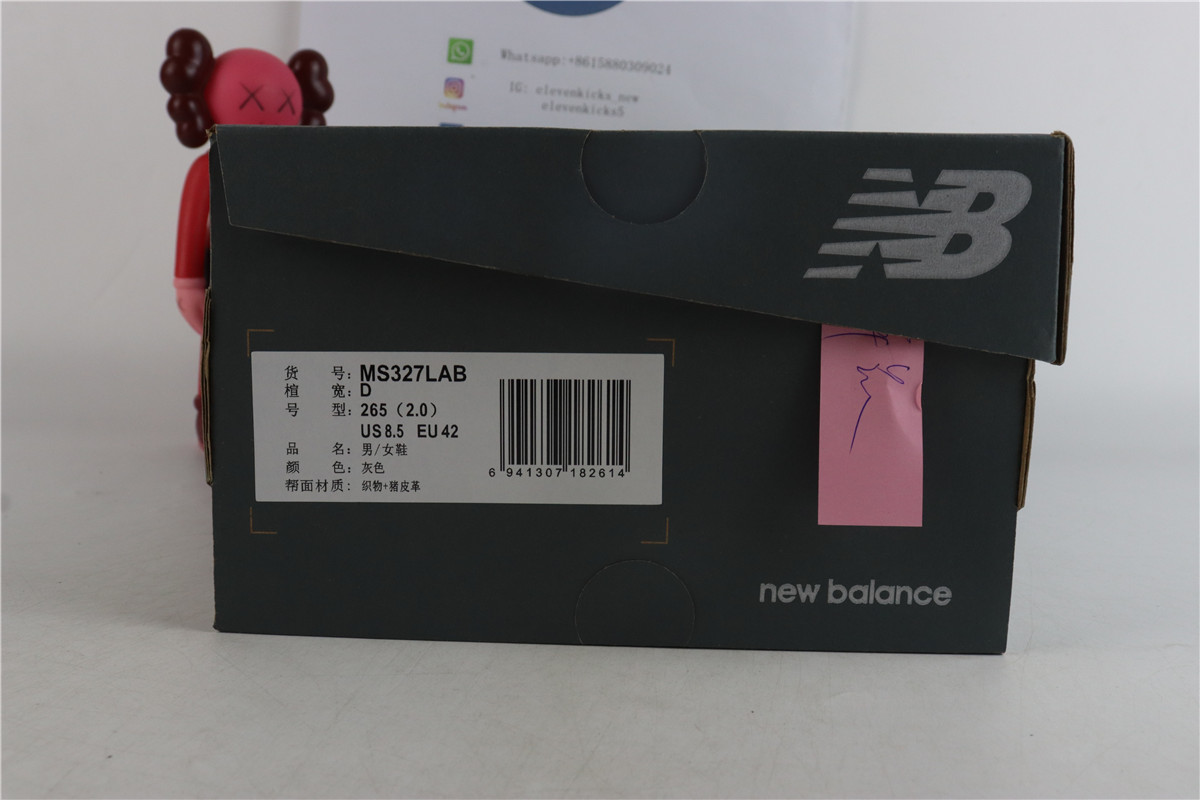 Whatsapp:+8615880309024
IG: elevenkicks_new
elevenkicks5
NB
货 号: MS327LAB
楦 宽: D
号 型: 265（2.0）
US 8.5 EU 42
品 名: 男/女鞋
颜 色: 灰色
帮面材质: 织物+猪皮革
6 941307 182614
new balance